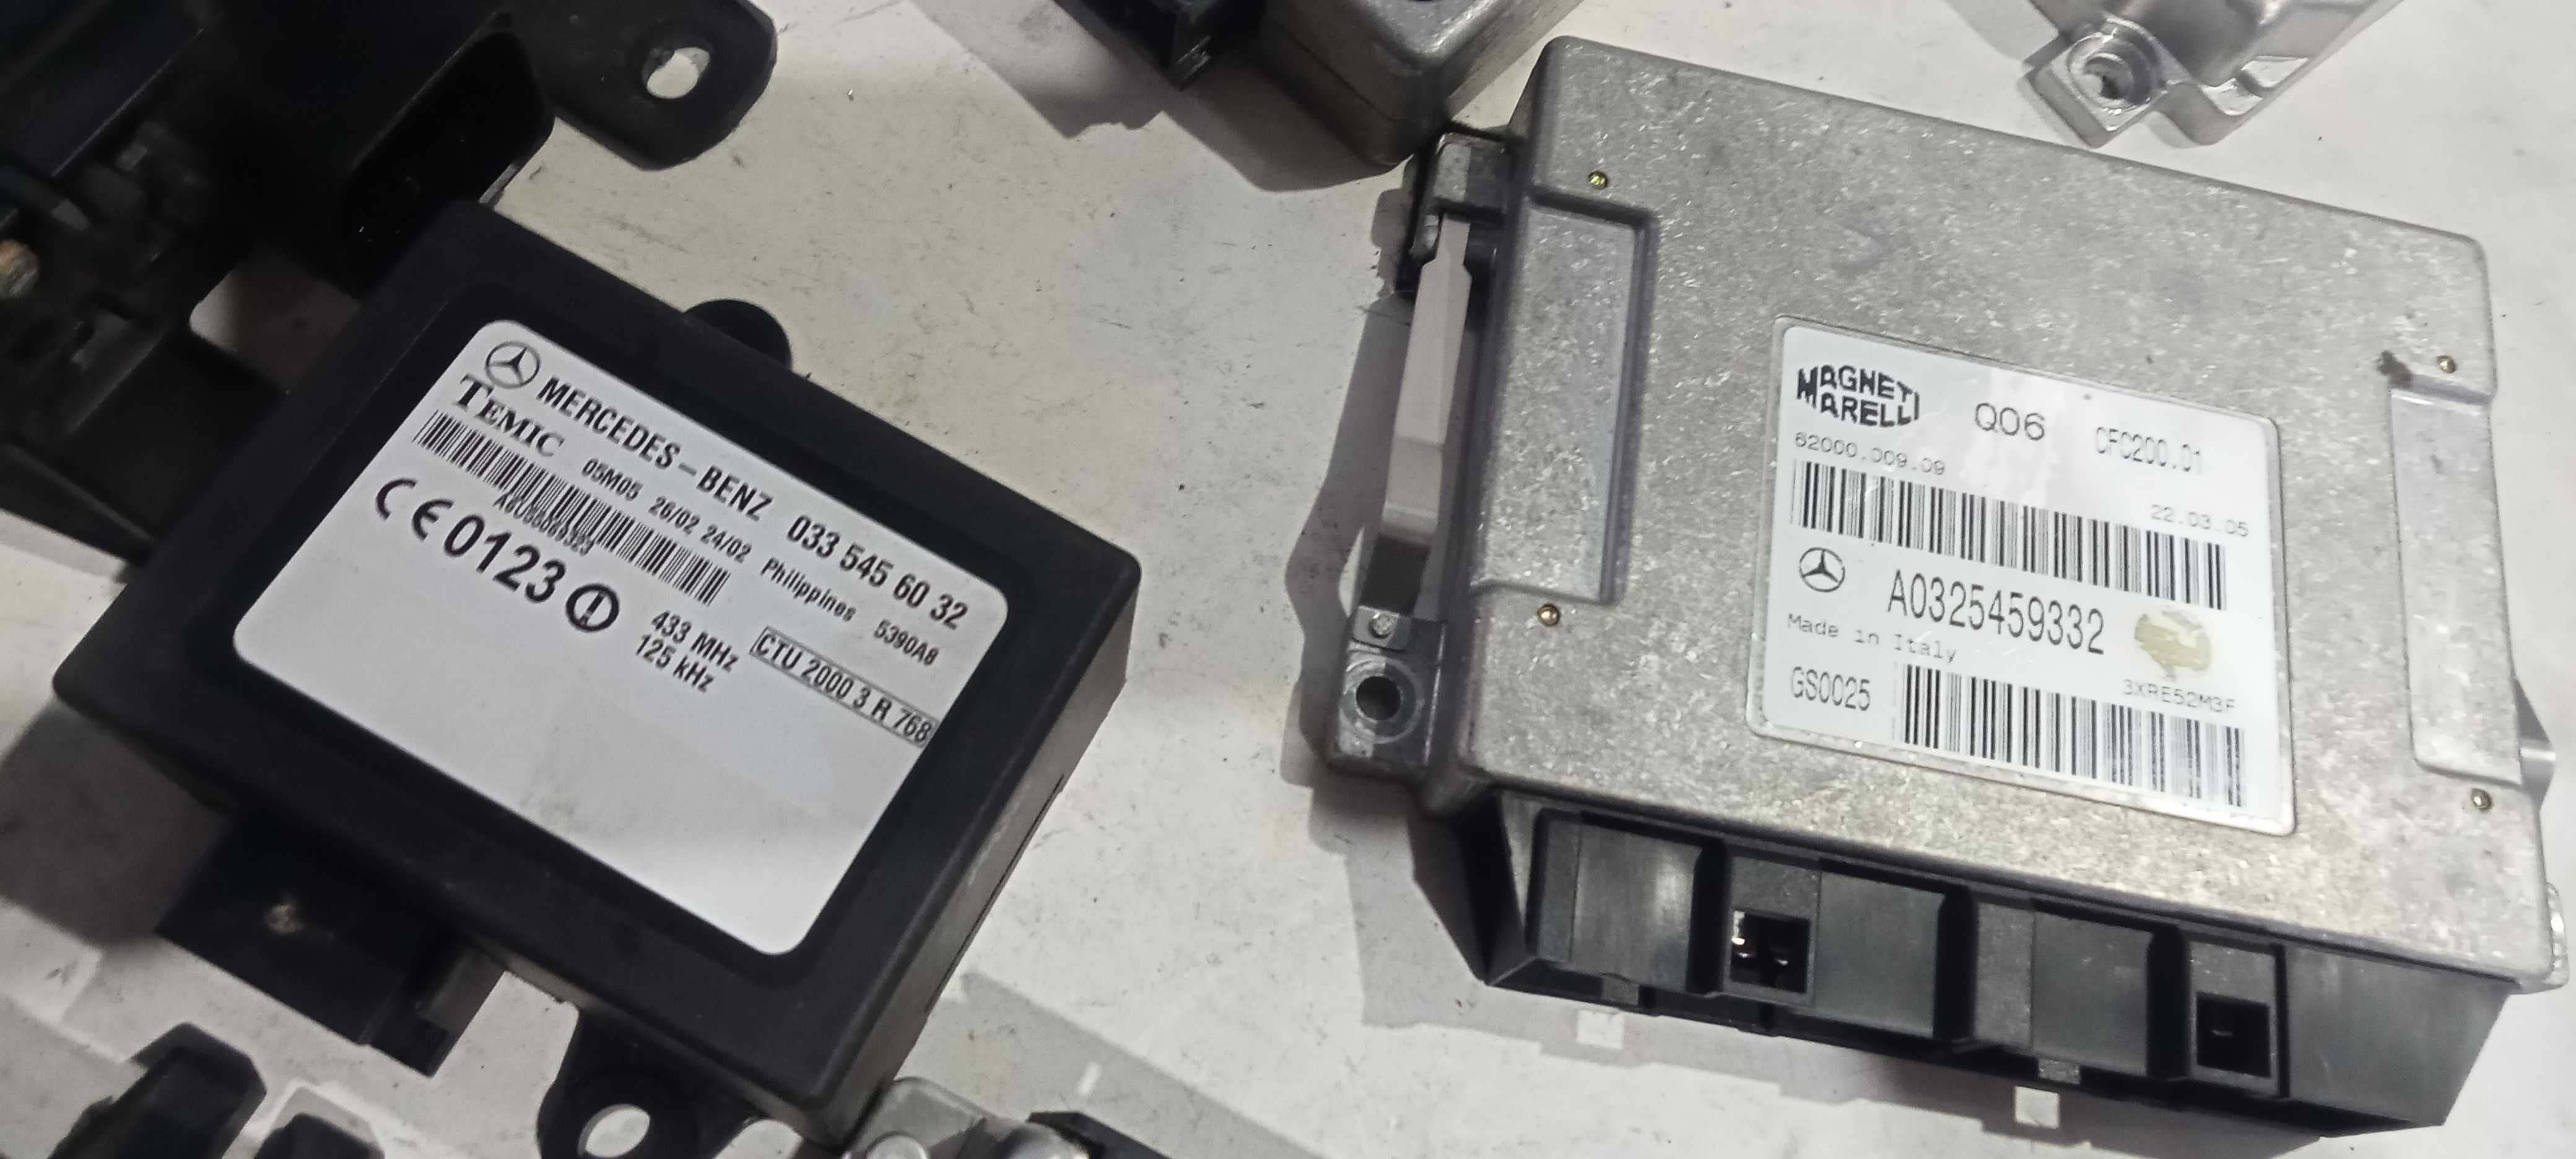 MERCEDES-BENZ 033 545 60 32
TEMIC 05M05 26/02 24/02 Philippines 5390A8
CE 0123 433 MHz CTU 2000 3 R 768
125 kHz
MAGNETI MARELLI Q06 CFC200.01
62000.009.09
22.03.05
A0325459332
Made in Italy
GS0025 3XRE52M3F